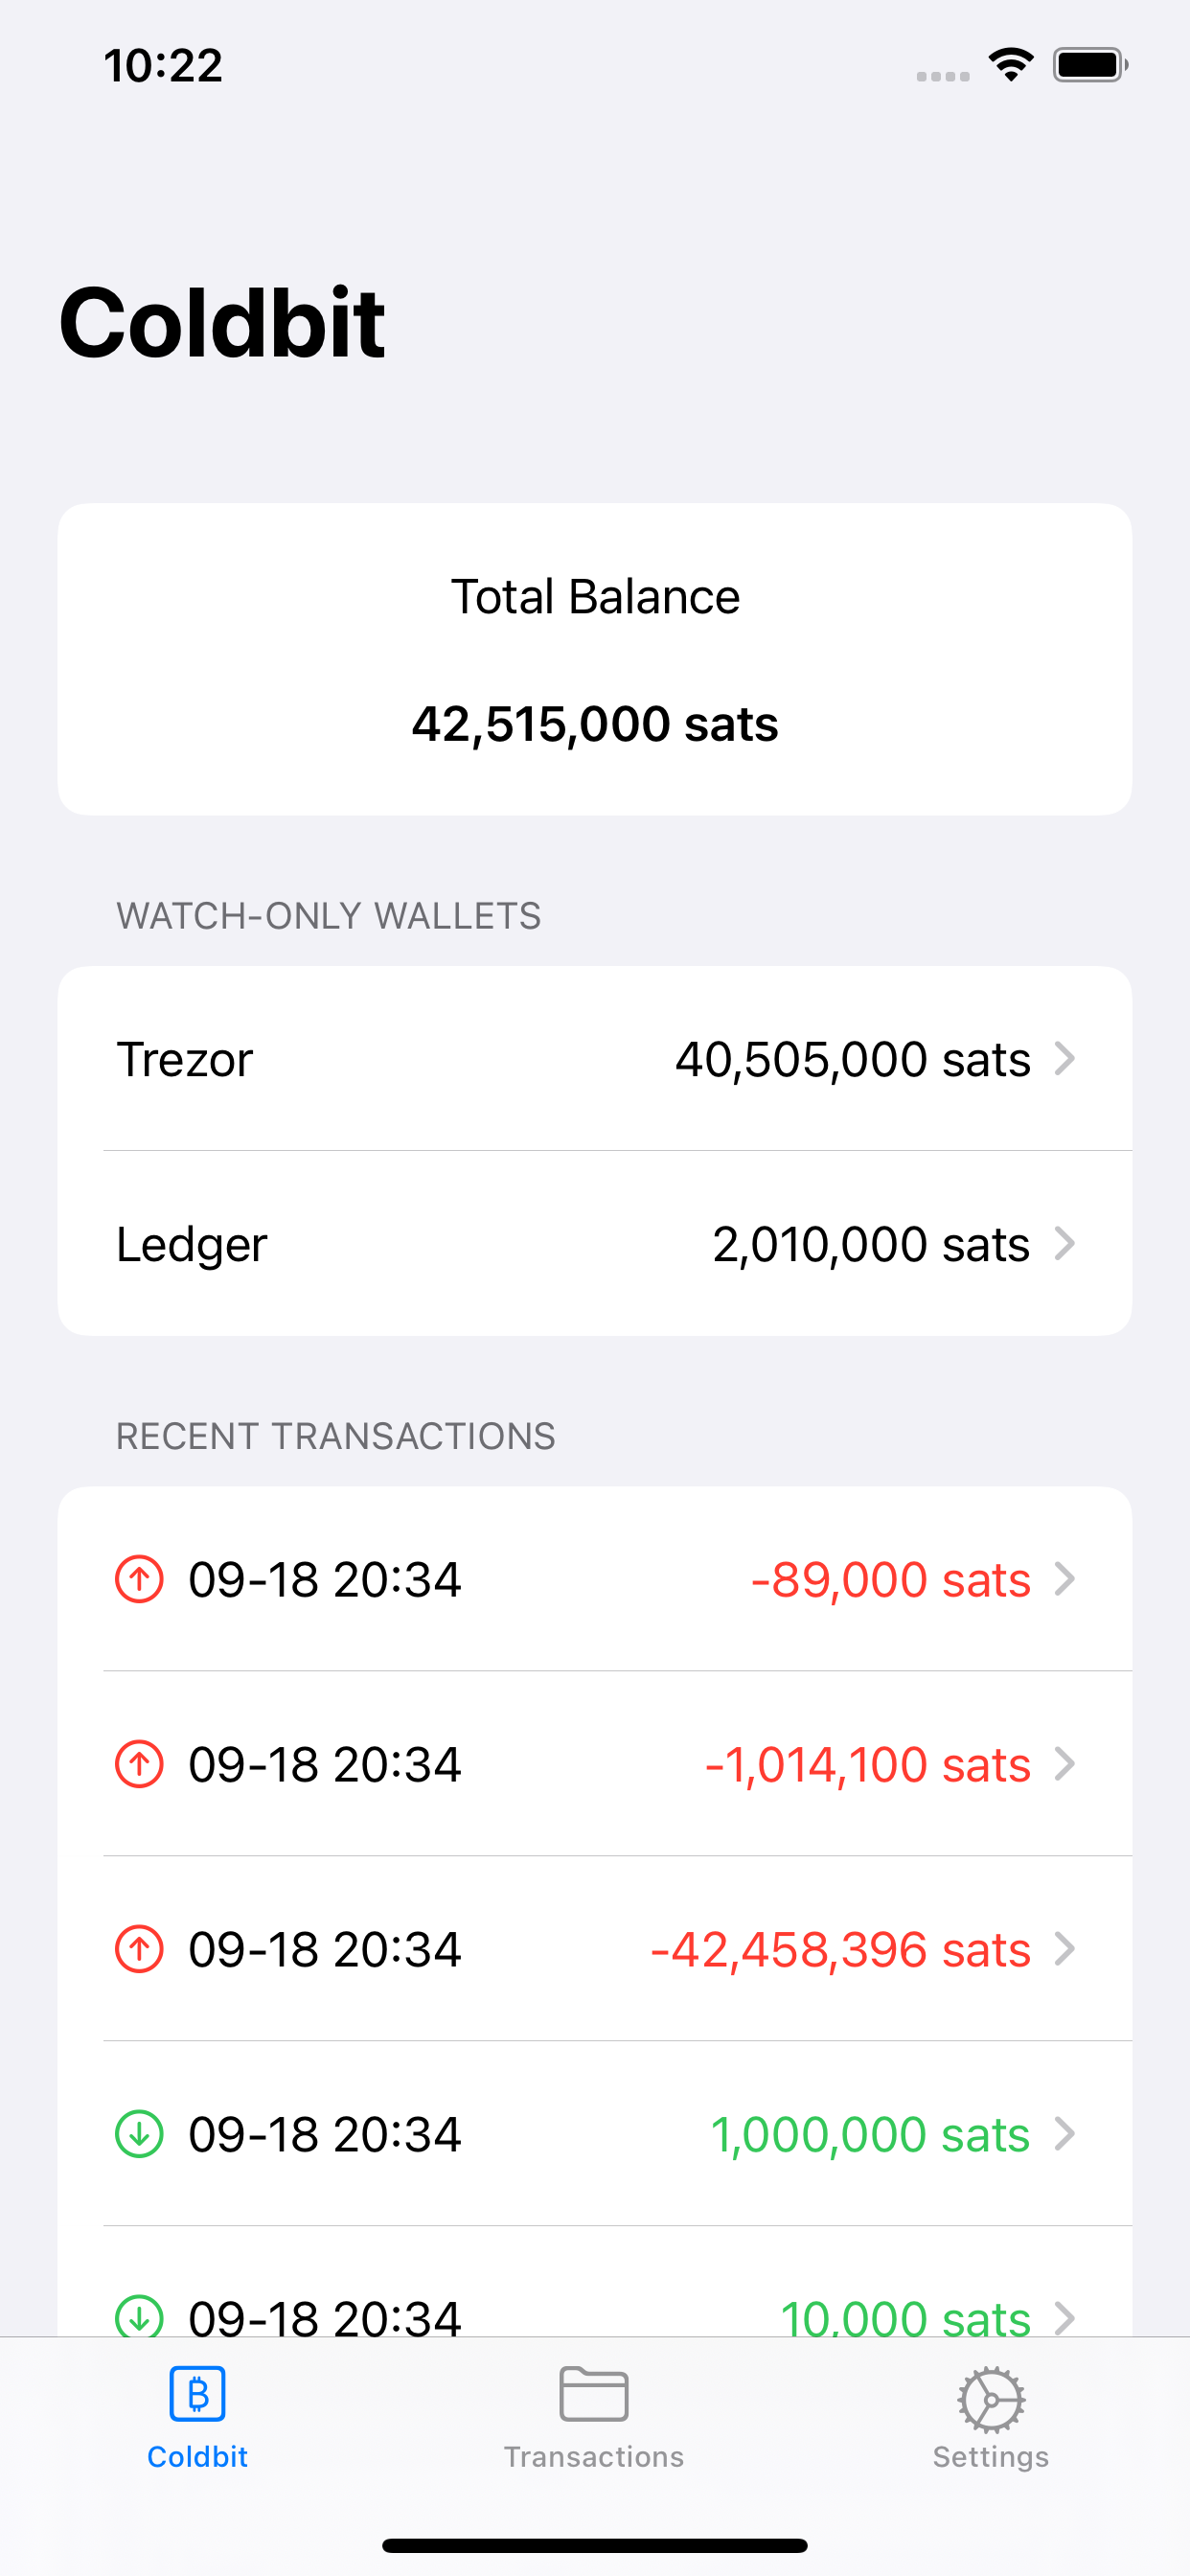 10:22
Coldbit
Total Balance
42,515,000 sats
WATCH-ONLY WALLETS
Trezor 40,505,000 sats
Ledger 2,010,000 sats
RECENT TRANSACTIONS
09-18 20:34 -89,000 sats
09-18 20:34 -1,014,100 sats
09-18 20:34 -42,458,396 sats
09-18 20:34 1,000,000 sats
09-18 20:34 10,000 sats
Coldbit Transactions Settings